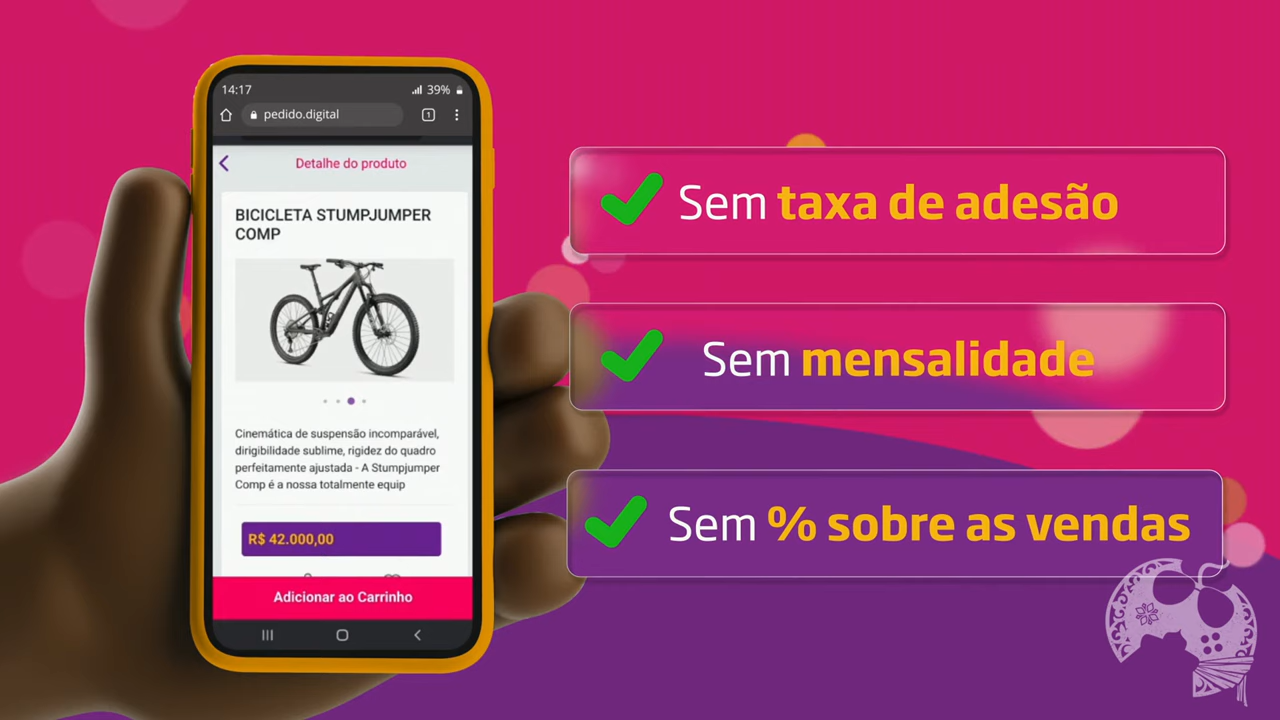 14:17
39%
pedido.digital
1
Detalhe do produto
BICICLETA STUMPJUMPER
COMP
Cinemática de suspensão incomparável,
dirigibilidade sublime, rigidez do quadro
perfeitamente ajustada - A Stumpjumper
Comp é a nossa totalmente equip
R$ 42.000,00
Adicionar ao Carrinho
Sem taxa de adesão
Sem mensalidade
Sem % sobre as vendas